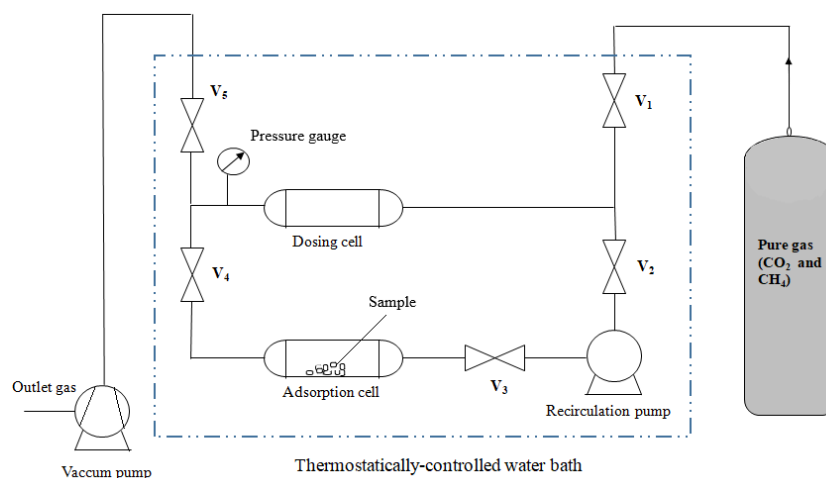 V₅
V₁
Pressure gauge
Dosing cell
Pure gas
(CO₂ and
CH₄)
V₄
V₂
Sample
Outlet gas
Adsorption cell
V₃
Recirculation pump
Vaccum pump
Thermostatically-controlled water bath